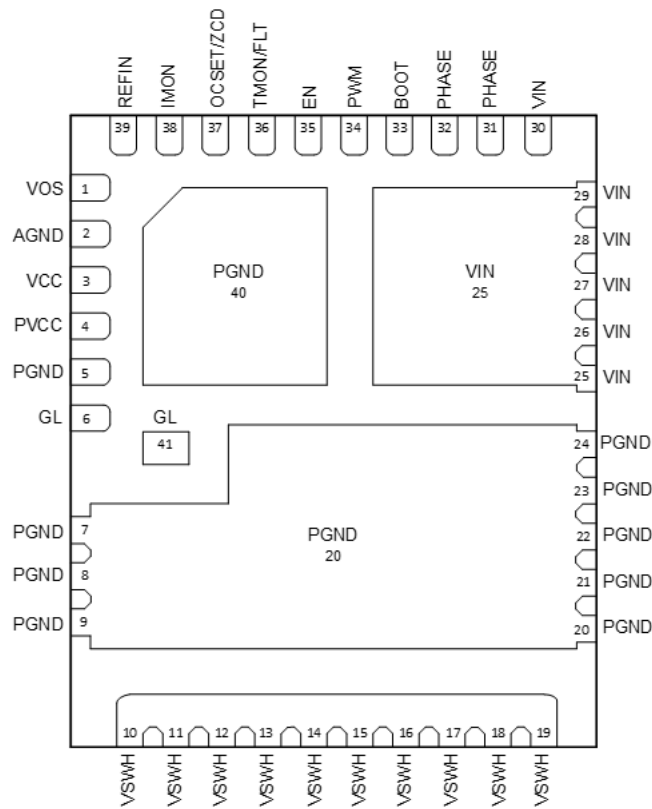 REFIN IMON OCSET/ZCD TMON/FLT EN PWM BOOT PHASE PHASE VIN
39 38 37 36 35 34 33 32 31 30
VOS 1
AGND 2
VCC 3
PVCC 4
PGND 5
GL 6
PGND
40
VIN
25
29 VIN
28 VIN
27 VIN
26 VIN
25 VIN
GL
41
PGND 7
PGND 8
PGND 9
PGND
20
24 PGND
23 PGND
22 PGND
21 PGND
20 PGND
10 11 12 13 14 15 16 17 18 19
VSWH VSWH VSWH VSWH VSWH VSWH VSWH VSWH VSWH VSWH